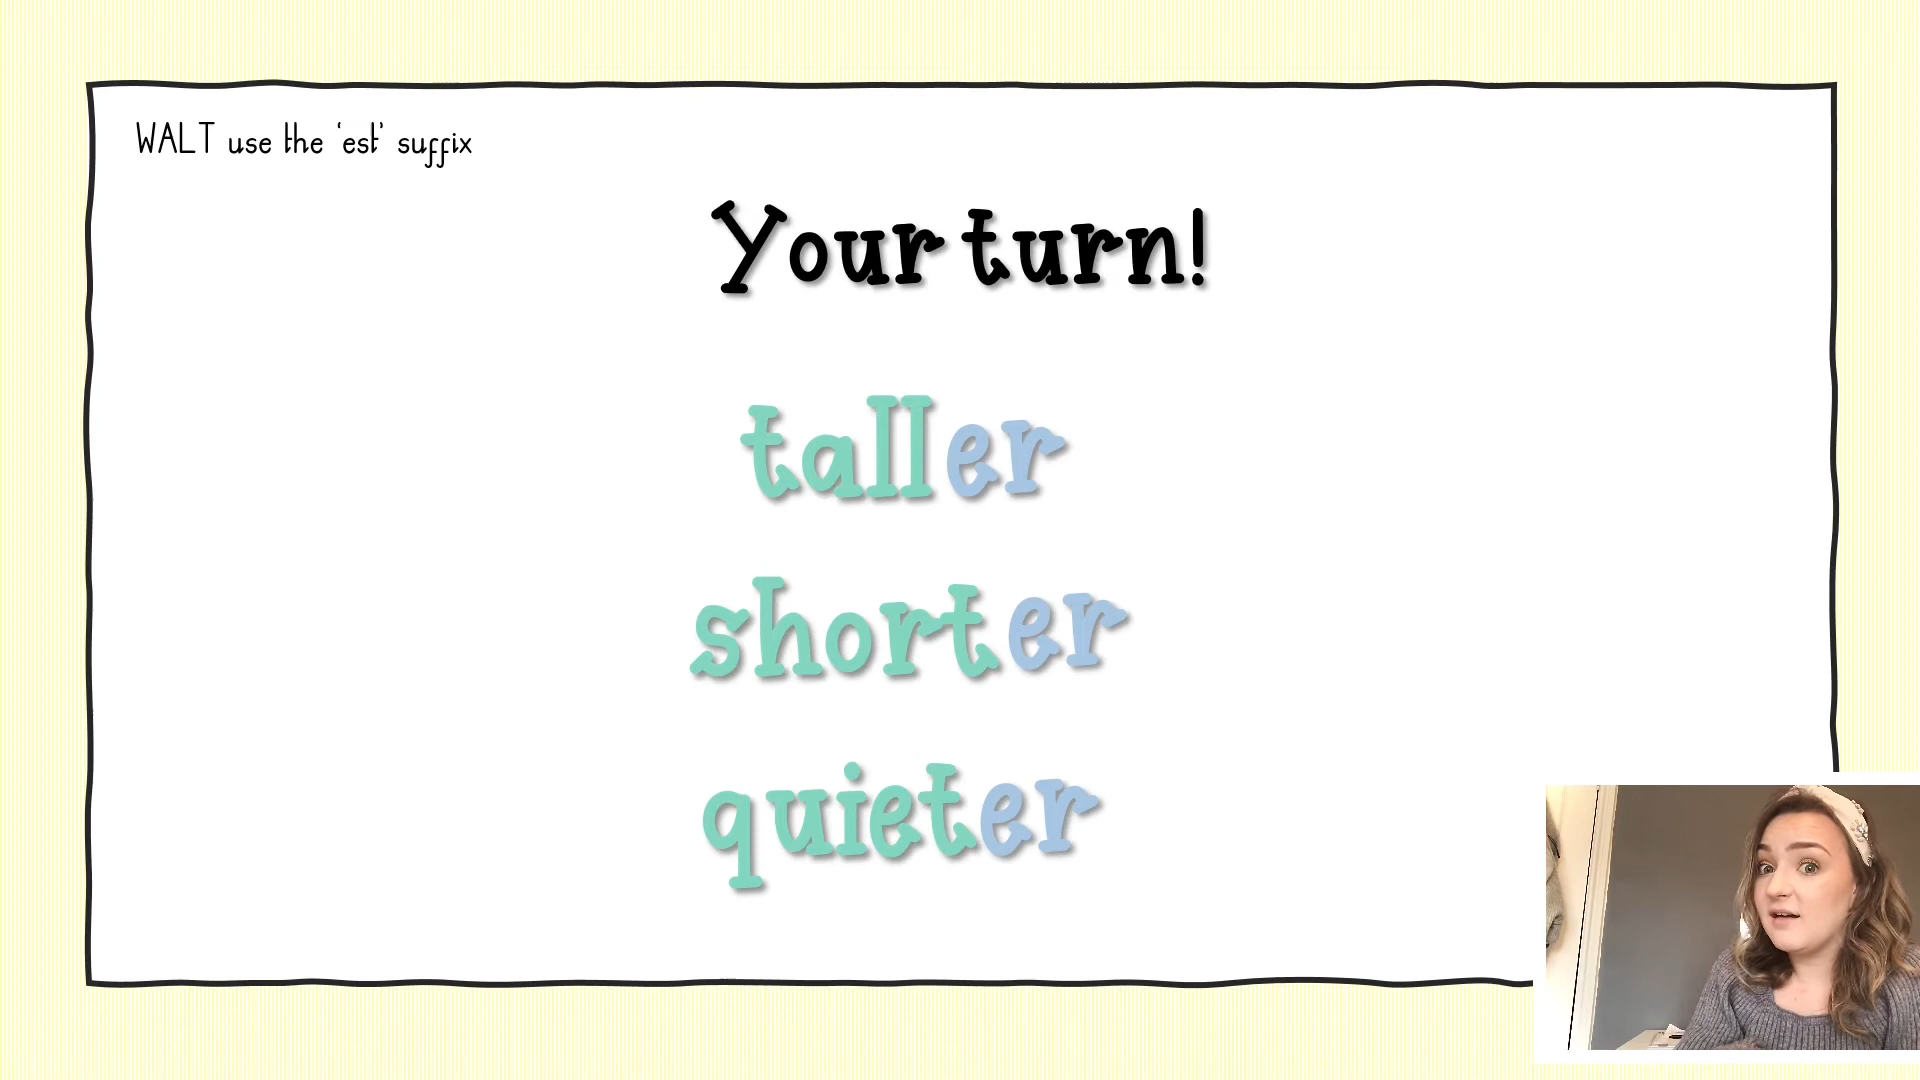 WALT use the ‘est’ suffix
Your turn!
taller
shorter
quieter